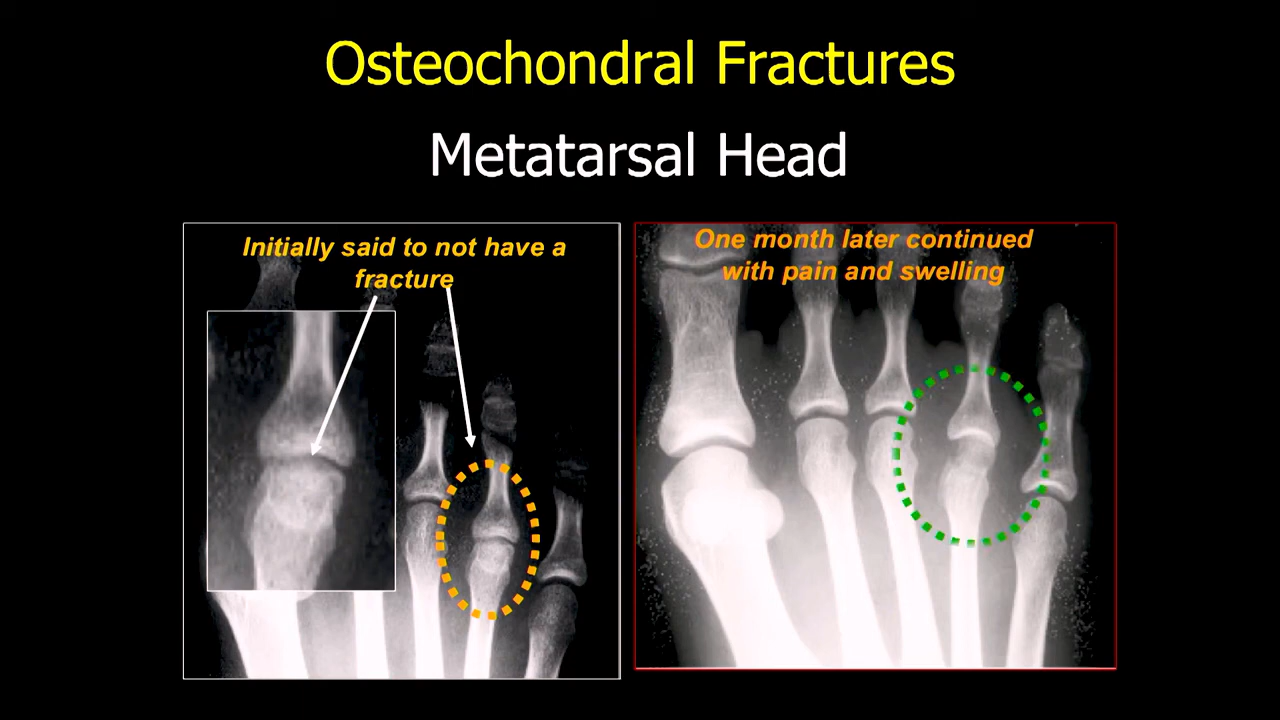 Osteochondral Fractures
Metatarsal Head
Initially said to not have a
fracture
One month later continued
with pain and swelling